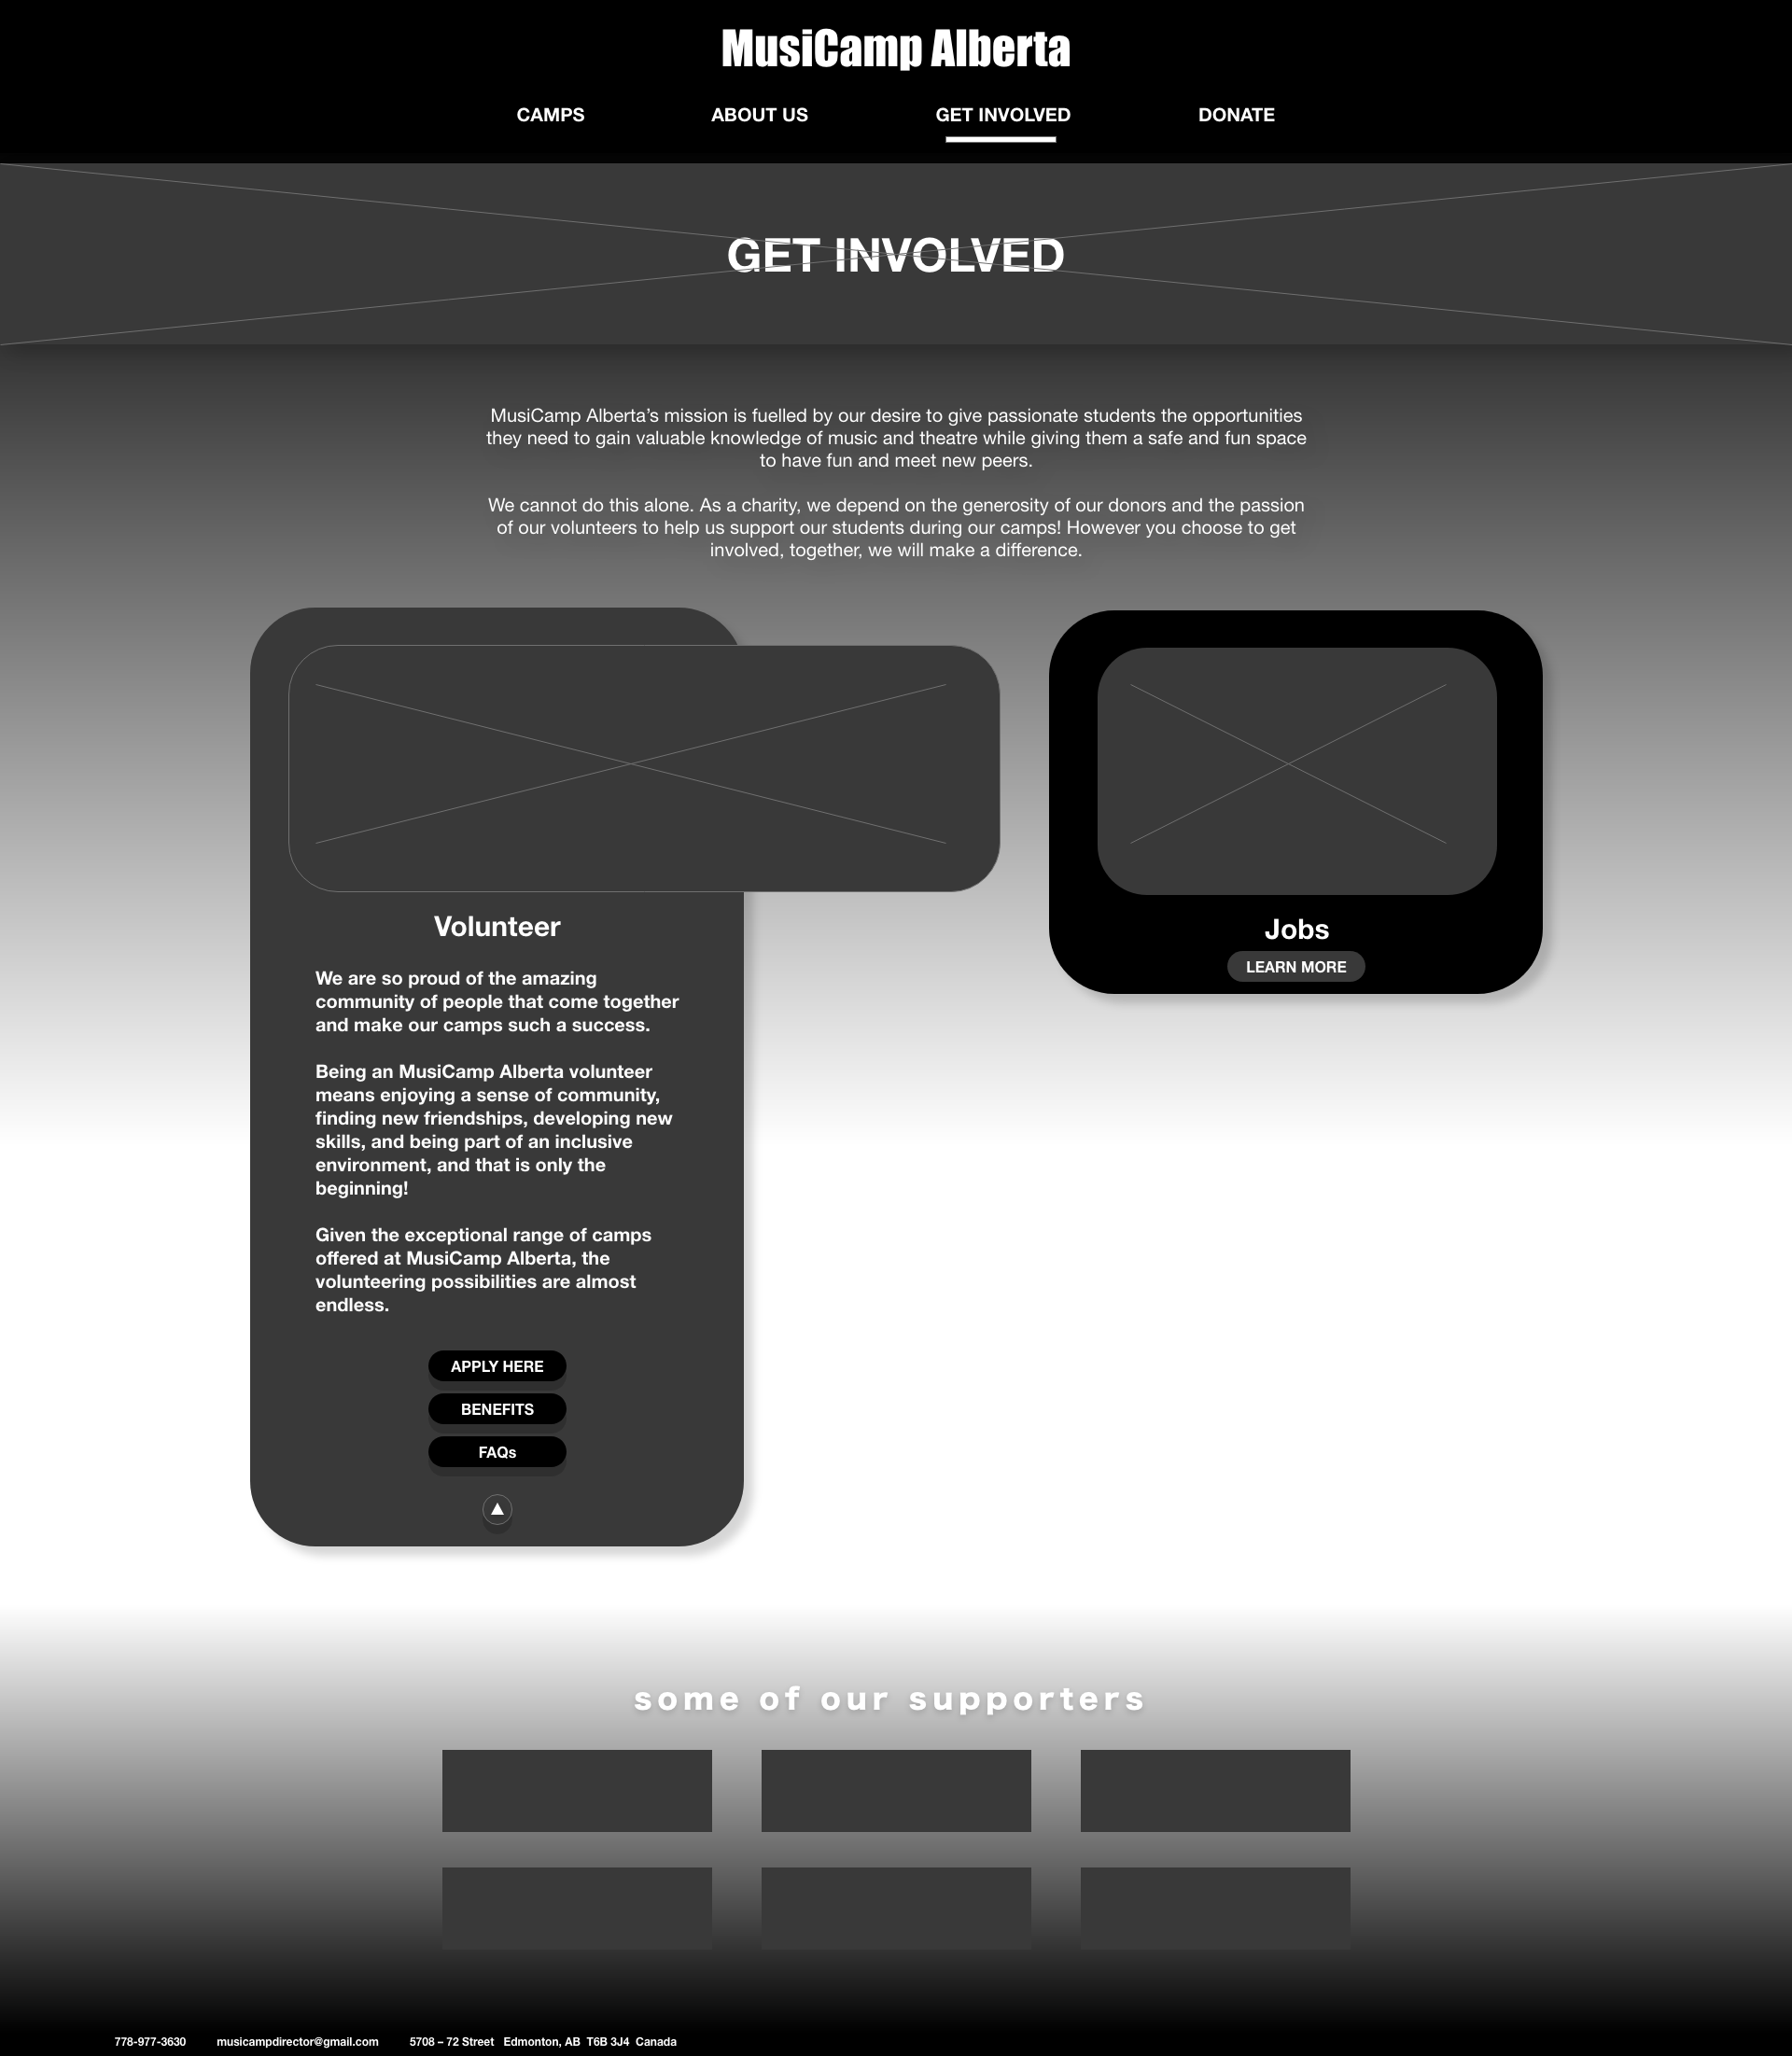 MusiCamp Alberta
CAMPS ABOUT US GET INVOLVED DONATE
GET INVOLVED
MusiCamp Alberta’s mission is fuelled by our desire to give passionate students the opportunities
they need to gain valuable knowledge of music and theatre while giving them a safe and fun space
to have fun and meet new peers.
We cannot do this alone. As a charity, we depend on the generosity of our donors and the passion
of our volunteers to help us support our students during our camps! However you choose to get
involved, together, we will make a difference.
Volunteer
We are so proud of the amazing
community of people that come together
and make our camps such a success.
Being an MusiCamp Alberta volunteer
means enjoying a sense of community,
finding new friendships, developing new
skills, and being part of an inclusive
environment, and that is only the
beginning!
Given the exceptional range of camps
offered at MusiCamp Alberta, the
volunteering possibilities are almost
endless.
APPLY HERE
BENEFITS
FAQs
Jobs
LEARN MORE
some of our supporters
778-977-3630 musicampdirector@gmail.com 5708 – 72 Street Edmonton, AB T6B 3J4 Canada